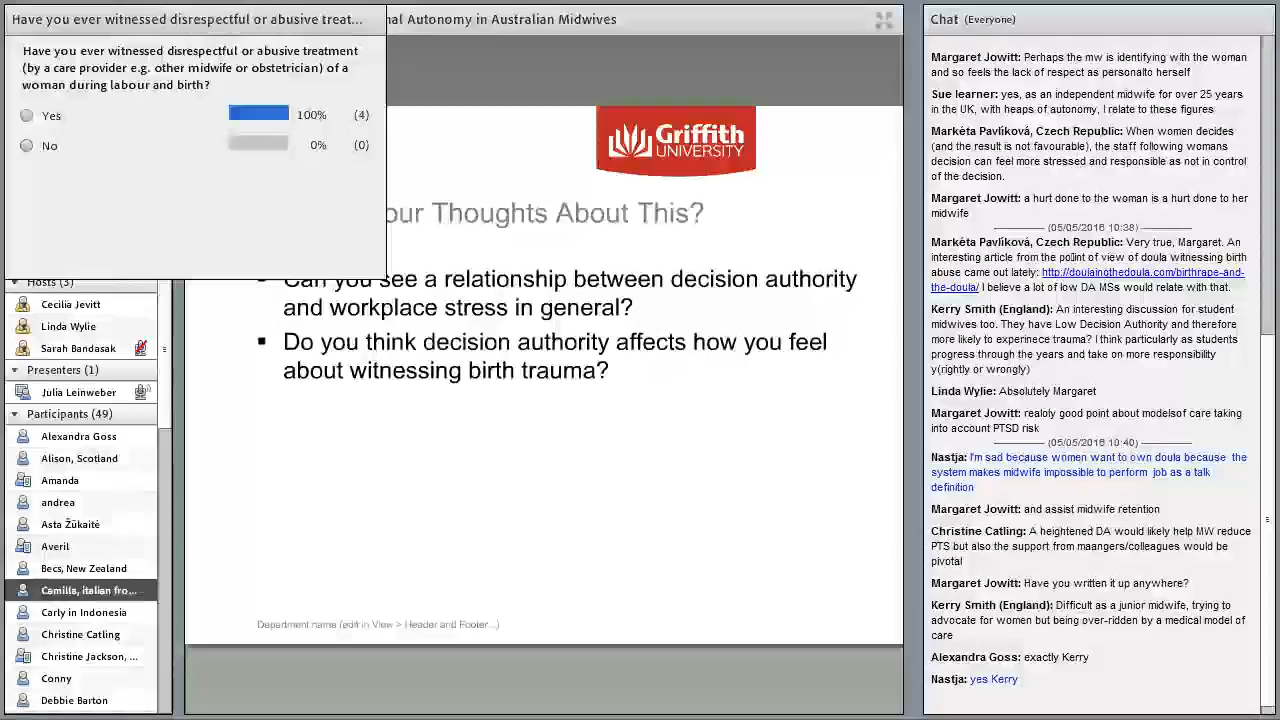 Have you ever witnessed disrespectful or abusive treat...
Have you ever witnessed disrespectful or abusive treatment
(by a care provider e.g. other midwife or obstetrician) of a
woman during labour and birth?
Yes 100% (4)
No 0% (0)
Hosts (3)
Cecilia Jevitt
Linda Wylie
Sarah Bandasak
Presenters (1)
Julia Leinweber
Participants (49)
Alexandra Goss
Alison, Scotland
Amanda
andrea
Asta Žūkaitė
Averil
Becs, New Zealand
Camilla, italian fro...
Carly in Indonesia
Christine Catling
Christine Jackson, ...
Conny
Debbie Barton
nal Autonomy in Australian Midwives
Griffith
UNIVERSITY
our Thoughts About This?
▪ Can you see a relationship between decision authority
and workplace stress in general?
▪ Do you think decision authority affects how you feel
about witnessing birth trauma?
Department name (edit in View > Header and Footer...)
Chat (Everyone)
Margaret Jowitt: Perhaps the mw is identifying with the woman
and so feels the lack of respect as personalto herself
Sue learner: yes, as an independent midwife for over 25 years
in the UK, with heaps of autonomy, I relate to these figures
Markéta Pavlíková, Czech Republic: When women decides
(and the result is not favourable), the staff following womans
decision can feel more stressed and responsible as not in control
of the decision.
Margaret Jowitt: a hurt done to the woman is a hurt done to her
midwife
(05/05/2016 10:38)
Markéta Pavlíková, Czech Republic: Very true, Margaret. An
interesting article from the point of view of doula witnessing birth
abuse came out lately: http://doulainothedoula.com/birthrape-and-
the-doula/ I believe a lot of low DA MSs would relate with that.
Kerry Smith (England): An interesting discussion for student
midwives too. They have Low Decision Authority and therefore
more likely to experinece trauma? I think particularly as students
progress through the years and take on more responsibility
y(rightly or wrongly)
Linda Wylie: Absolutely Margaret
Margaret Jowitt: realoly good point about modelsof care taking
into account PTSD risk
(05/05/2016 10:40)
Nastja: I'm sad because women want to own doula because the
system makes midwife impossible to perform job as a talk
definition
Margaret Jowitt: and assist midwife retention
Christine Catling: A heightened DA would likely help MW reduce
PTS but also the support from maangers/colleagues would be
pivotal
Margaret Jowitt: Have you written it up anywhere?
Kerry Smith (England): Difficult as a junior midwife, trying to
advocate for women but being over-ridden by a medical model of
care
Alexandra Goss: exactly Kerry
Nastja: yes Kerry